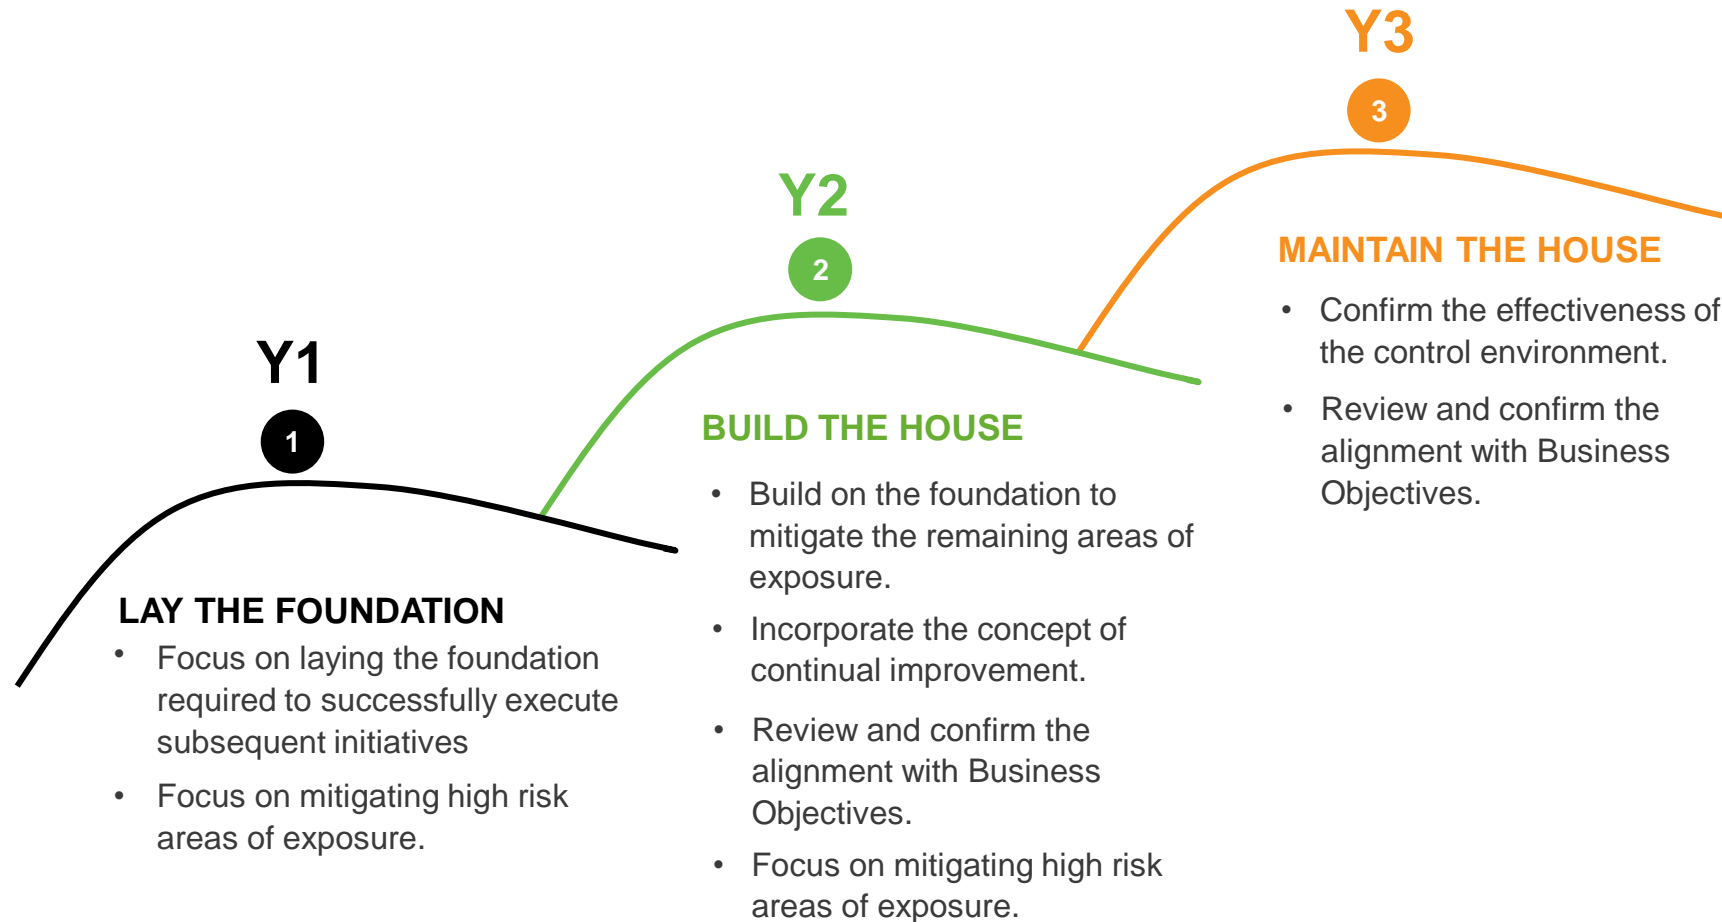 Y1
1
LAY THE FOUNDATION
• Focus on laying the foundation
required to successfully execute
subsequent initiatives
• Focus on mitigating high risk
areas of exposure.
Y2
2
BUILD THE HOUSE
• Build on the foundation to
mitigate the remaining areas of
exposure.
• Incorporate the concept of
continual improvement.
• Review and confirm the
alignment with Business
Objectives.
• Focus on mitigating high risk
areas of exposure.
Y3
3
MAINTAIN THE HOUSE
• Confirm the effectiveness of
the control environment.
• Review and confirm the
alignment with Business
Objectives.